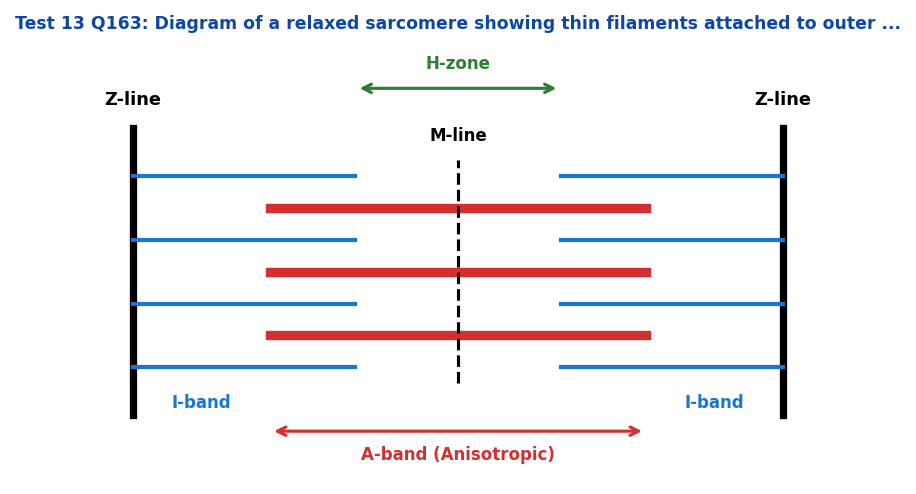 Test 13 Q163: Diagram of a relaxed sarcomere showing thin filaments attached to outer ...
H-zone
Z-line
Z-line
M-line
I-band
I-band
A-band (Anisotropic)